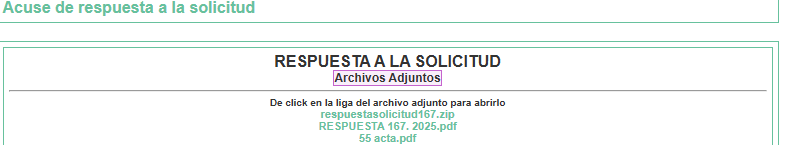 Acuse de respuesta a la solicitud
RESPUESTA A LA SOLICITUD
Archivos Adjuntos
De click en la liga del archivo adjunto para abrirlo
respuestasolicitud167.zip
RESPUESTA 167. 2025.pdf
55 acta.pdf